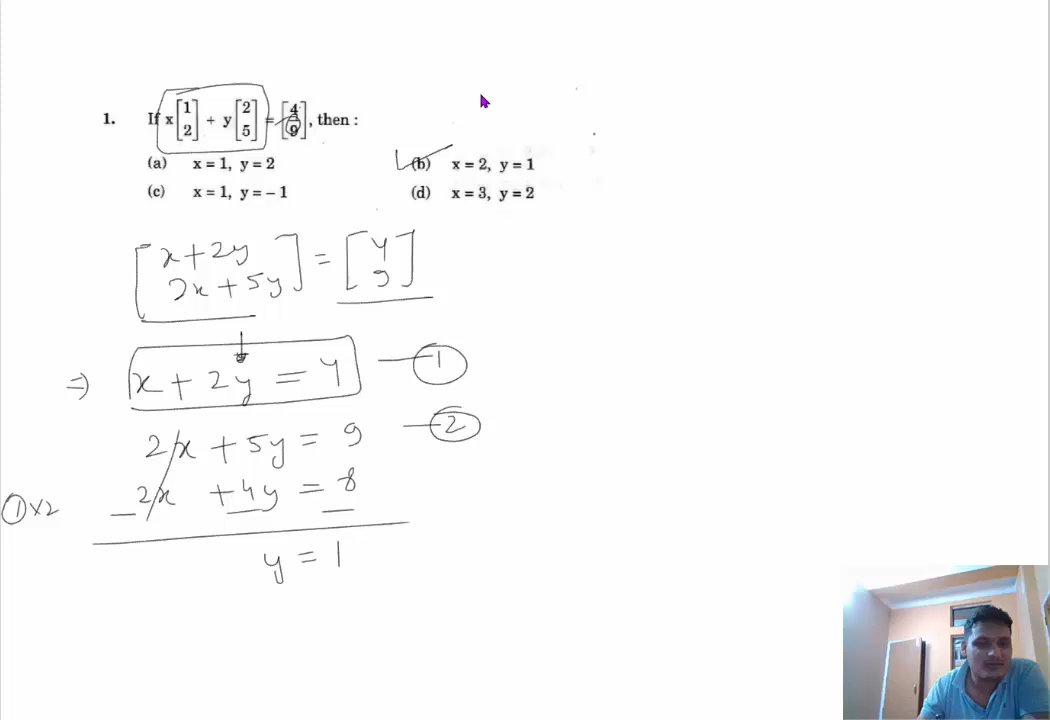 1. If x [1 2] + y [2 5] = [4 9], then :
(a) x = 1, y = 2 (b) x = 2, y = 1
(c) x = 1, y = – 1 (d) x = 3, y = 2
[x + 2y 2x + 5y] = [4 9]
⇒ x + 2y = 4 — 1
2x + 5y = 9 — 2
1 x2 2x + 4y = 8
y = 1